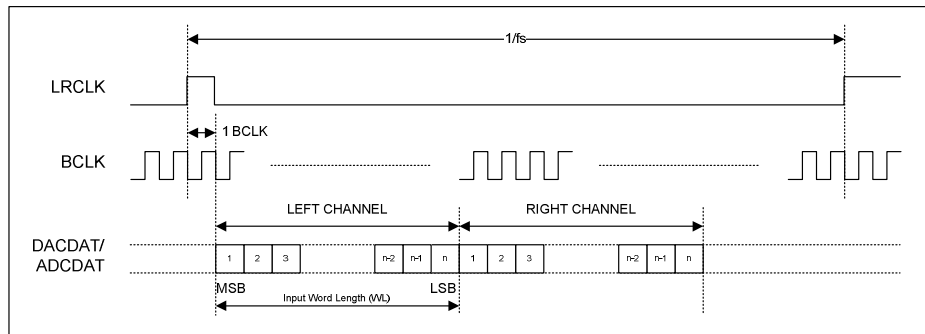 1/fs
LRCLK
1 BCLK
BCLK
LEFT CHANNEL RIGHT CHANNEL
DACDAT/
ADCDAT
1 2 3 n-2 n-1 n 1 2 3 n-2 n-1 n
MSB LSB
Input Word Length (WL)